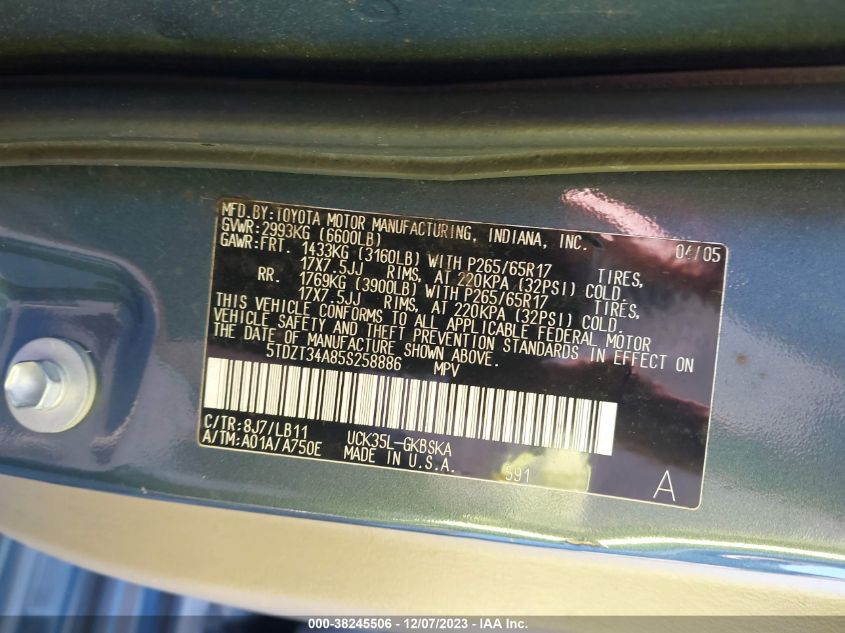 MFD.BY:TOYOTA MOTOR MANUFACTURING, INDIANA, INC. 04/05
GVWR:2993KG (6600LB)
GAWR:FRT. 1433KG (3160LB) WITH P265/65R17 TIRES,
17X7.5JJ RIMS, AT 220KPA (32PSI) COLD.
RR. 1769KG (3900LB) WITH P265/65R17 TIRES,
17X7.5JJ RIMS, AT 220KPA (32PSI) COLD.
THIS VEHICLE CONFORMS TO ALL APPLICABLE FEDERAL MOTOR
VEHICLE SAFETY AND THEFT PREVENTION STANDARDS IN EFFECT ON
THE DATE OF MANUFACTURE SHOWN ABOVE.
5TDZT34A85S258886 MPV
C/TR:8J7/LB11 UCK35L-GKBSKA
A/TM:A01A/A750E MADE IN U.S.A.
591 A
000-38245506 - 12/07/2023 - IAA Inc.